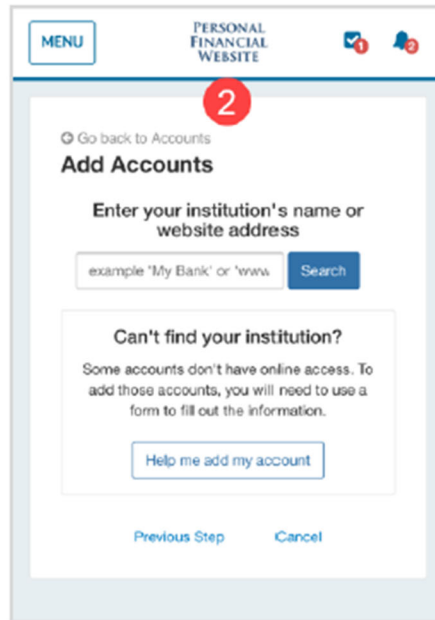 MENU
PERSONAL
FINANCIAL
WEBSITE
1
2
2
Go back to Accounts
Add Accounts
Enter your institution's name or
website address
example 'My Bank' or 'www
Search
Can't find your institution?
Some accounts don't have online access. To
add those accounts, you will need to use a
form to fill out the information.
Help me add my account
Previous Step
Cancel